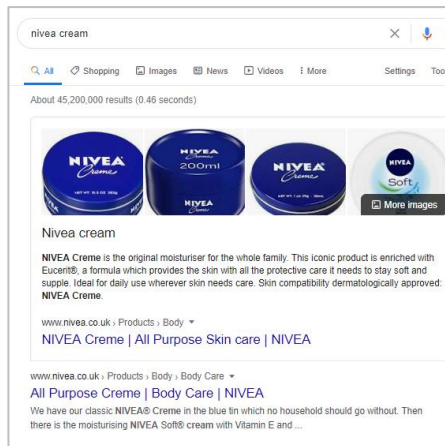 nivea cream
All Shopping Images News Videos More Settings Too
About 45,200,000 results (0.46 seconds)
NIVEA Creme
200ml
NIVEA Creme
NIVEA Soft
More images
Nivea cream
NIVEA Creme is the original moisturiser for the whole family. This iconic product is enriched with
Eucerit®, a formula which provides the skin with all the protective care it needs to stay soft and
supple. Ideal for daily use wherever skin needs care. Skin compatibility dermatologically approved:
NIVEA Creme.
www.nivea.co.uk › Products › Body
NIVEA Creme | All Purpose Skin care | NIVEA
www.nivea.co.uk › Products › Body › Body Care
All Purpose Creme | Body Care | NIVEA
We have our classic NIVEA® Creme in the blue tin which no household should go without. Then
there is the moisturising NIVEA Soft® cream with Vitamin E and ...